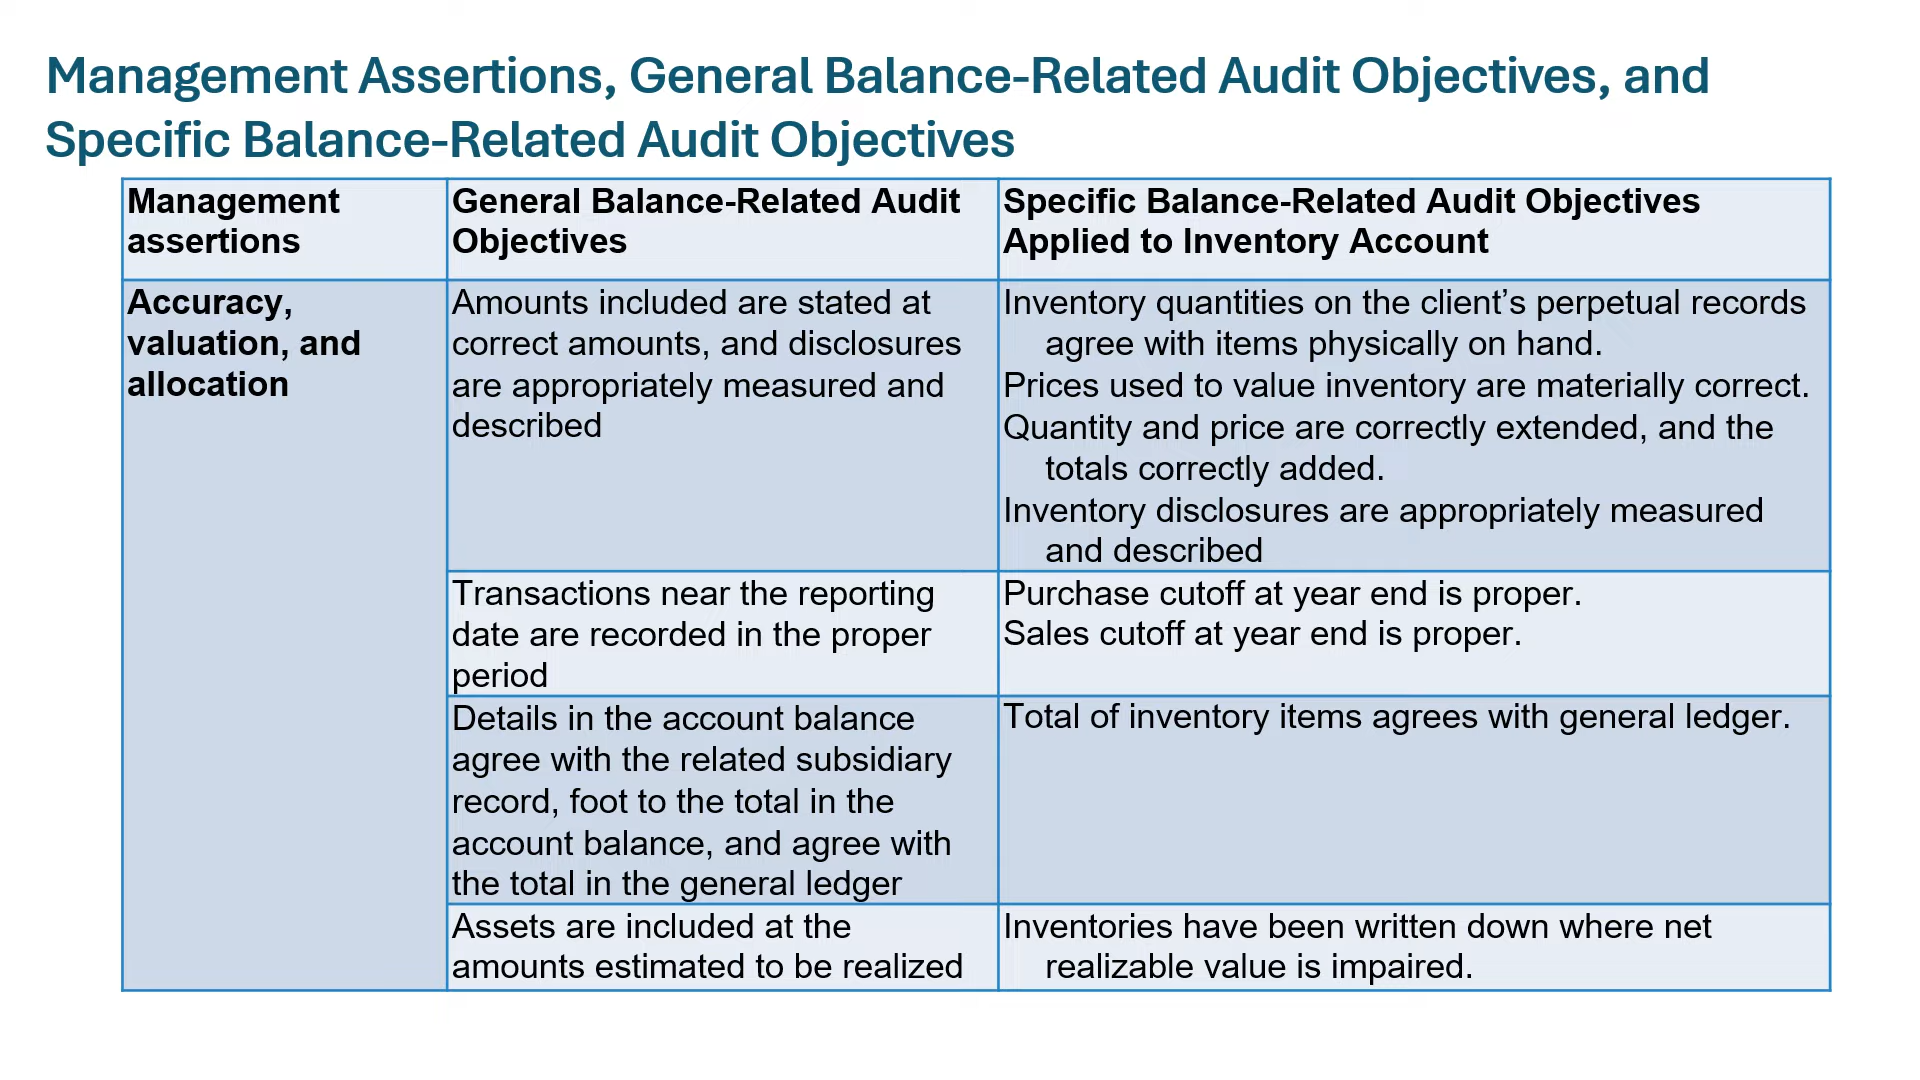 Management Assertions, General Balance-Related Audit Objectives, and
Specific Balance-Related Audit Objectives
Management
assertions
General Balance-Related Audit
Objectives
Specific Balance-Related Audit Objectives
Applied to Inventory Account
Accuracy,
valuation, and
allocation
Amounts included are stated at
correct amounts, and disclosures
are appropriately measured and
described
Inventory quantities on the client’s perpetual records
agree with items physically on hand.
Prices used to value inventory are materially correct.
Quantity and price are correctly extended, and the
totals correctly added.
Inventory disclosures are appropriately measured
and described
Transactions near the reporting
date are recorded in the proper
period
Purchase cutoff at year end is proper.
Sales cutoff at year end is proper.
Details in the account balance
agree with the related subsidiary
record, foot to the total in the
account balance, and agree with
the total in the general ledger
Total of inventory items agrees with general ledger.
Assets are included at the
amounts estimated to be realized
Inventories have been written down where net
realizable value is impaired.